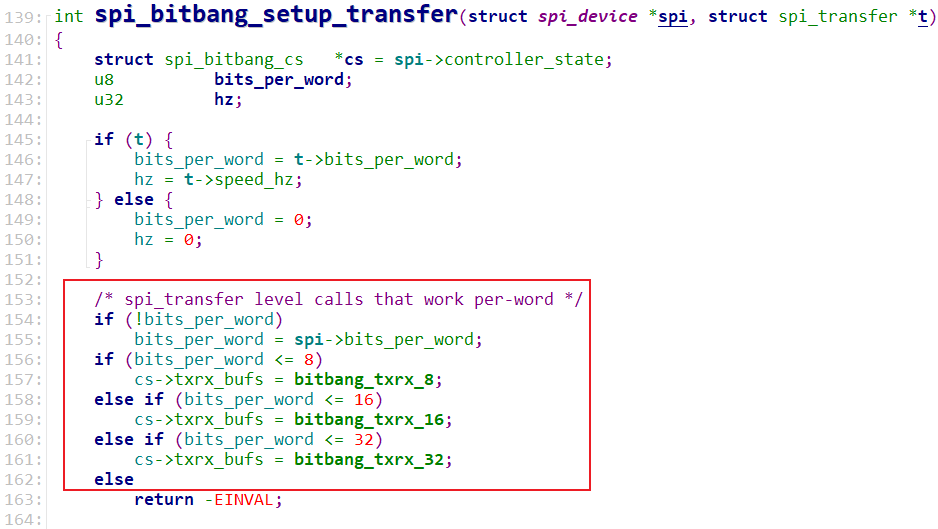 139: int spi_bitbang_setup_transfer(struct spi_device *spi, struct spi_transfer *t)
140: {
141:     struct spi_bitbang_cs   *cs = spi->controller_state;
142:     u8          bits_per_word;
143:     u32         hz;
144:
145:     if (t) {
146:         bits_per_word = t->bits_per_word;
147:         hz = t->speed_hz;
148:     } else {
149:         bits_per_word = 0;
150:         hz = 0;
151:     }
152:
153:     /* spi_transfer level calls that work per-word */
154:     if (!bits_per_word)
155:         bits_per_word = spi->bits_per_word;
156:     if (bits_per_word <= 8)
157:         cs->txrx_bufs = bitbang_txrx_8;
158:     else if (bits_per_word <= 16)
159:         cs->txrx_bufs = bitbang_txrx_16;
160:     else if (bits_per_word <= 32)
161:         cs->txrx_bufs = bitbang_txrx_32;
162:     else
163:         return -EINVAL;
164: